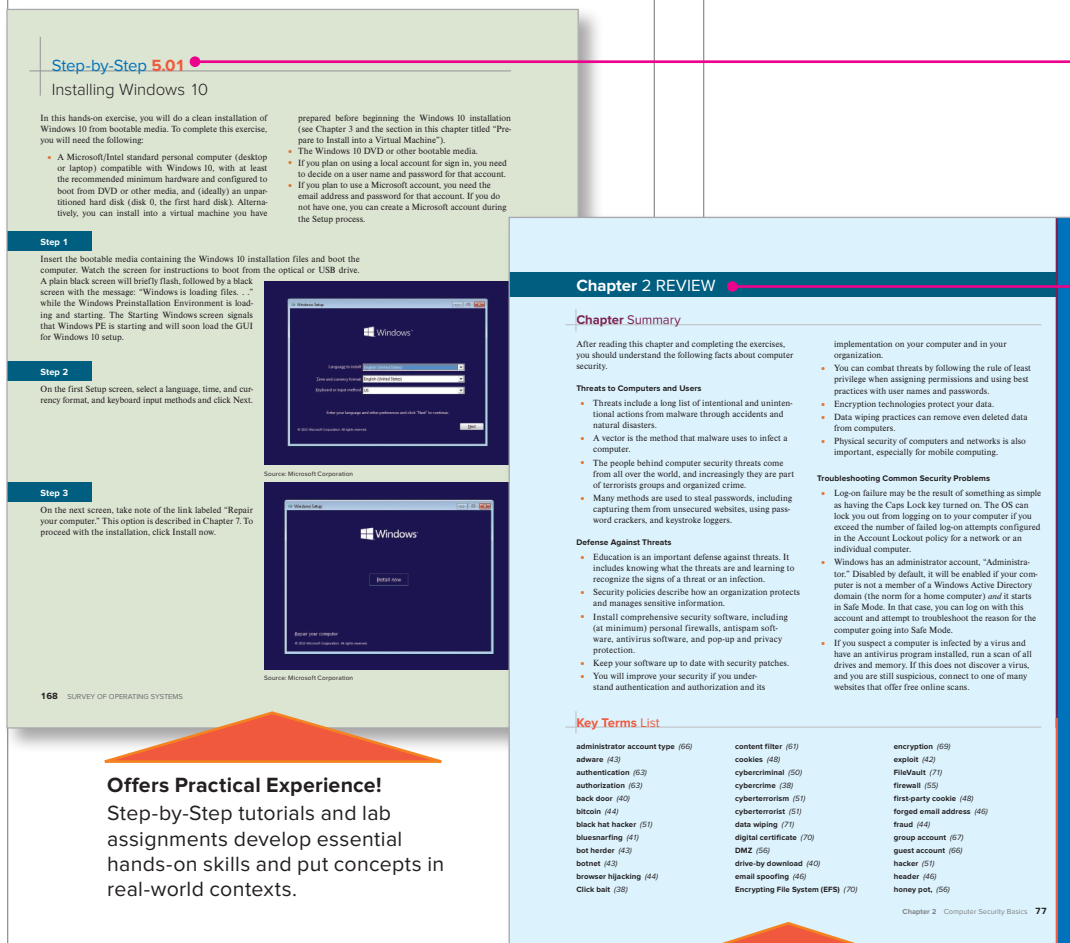 Step-by-Step 5.01
Installing Windows 10
In this hands-on exercise, you will do a clean installation of
Windows 10 from bootable media. To complete this exercise,
you will need the following:
• A Microsoft/Intel standard personal computer (desktop
or laptop) compatible with Windows 10, with at least
the recommended minimum hardware and configured to
boot from DVD or other media, and (ideally) an unpar-
titioned hard disk (disk 0, the first hard disk). Alterna-
tively, you can install into a virtual machine you have
prepared before beginning the Windows 10 installation
(see Chapter 3 and the section in this chapter titled “Pre-
pare to Install into a Virtual Machine”).
• The Windows 10 DVD or other bootable media.
• If you plan on using a local account for sign in, you need
to decide on a user name and password for that account.
• If you plan to use a Microsoft account, you need the
email address and password for that account. If you do
not have one, you can create a Microsoft account during
the Setup process.
Step 1
Insert the bootable media containing the Windows 10 installation files and boot the
computer. Watch the screen for instructions to boot from the optical or USB drive.
A plain black screen will briefly flash, followed by a black
screen with the message: “Windows is loading files. . .”
while the Windows Preinstallation Environment is load-
ing and starting. The Starting Windows screen signals
that Windows PE is starting and will soon load the GUI
for Windows 10 setup.
Windows Setup
Windows
Language to install: English (United States)
Time and currency format: English (United States)
Keyboard or input method: US
Enter your language and other preferences and click "Next" to continue.
© 2015 Microsoft Corporation. All rights reserved.
Next
Source: Microsoft Corporation
Step 2
On the first Setup screen, select a language, time, and cur-
rency format, and keyboard input methods and click Next.
Step 3
On the next screen, take note of the link labeled “Repair
your computer.” This option is described in Chapter 7. To
proceed with the installation, click Install now.
Windows Setup
Windows
Install now
Repair your computer
© 2015 Microsoft Corporation. All rights reserved.
Source: Microsoft Corporation
168 SURVEY OF OPERATING SYSTEMS
Offers Practical Experience!
Step-by-Step tutorials and lab
assignments develop essential
hands-on skills and put concepts in
real-world contexts.
Chapter 2 REVIEW
Chapter Summary
After reading this chapter and completing the exercises,
you should understand the following facts about computer
security.
Threats to Computers and Users
• Threats include a long list of intentional and uninten-
tional actions from malware through accidents and
natural disasters.
• A vector is the method that malware uses to infect a
computer.
• The people behind computer security threats come
from all over the world, and increasingly they are part
of terrorists groups and organized crime.
• Many methods are used to steal passwords, including
capturing them from unsecured websites, using pass-
word crackers, and keystroke loggers.
Defense Against Threats
• Education is an important defense against threats. It
includes knowing what the threats are and learning to
recognize the signs of a threat or an infection.
• Security policies describe how an organization protects
and manages sensitive information.
• Install comprehensive security software, including
(at minimum) personal firewalls, antispam soft-
ware, antivirus software, and pop-up and privacy
protection.
• Keep your software up to date with security patches.
• You will improve your security if you under-
stand authentication and authorization and its
implementation on your computer and in your
organization.
• You can combat threats by following the rule of least
privilege when assigning permissions and using best
practices with user names and passwords.
• Encryption technologies protect your data.
• Data wiping practices can remove even deleted data
from computers.
• Physical security of computers and networks is also
important, especially for mobile computing.
Troubleshooting Common Security Problems
• Log-on failure may be the result of something as simple
as having the Caps Lock key turned on. The OS can
lock you out from logging on to your computer if you
exceed the number of failed log-on attempts configured
in the Account Lockout policy for a network or an
individual computer.
• Windows has an administrator account, “Administra-
tor.” Disabled by default, it will be enabled if your com-
puter is not a member of a Windows Active Directory
domain (the norm for a home computer) and it starts
in Safe Mode. In that case, you can log on with this
account and attempt to troubleshoot the reason for the
computer going into Safe Mode.
• If you suspect a computer is infected by a virus and
have an antivirus program installed, run a scan of all
drives and memory. If this does not discover a virus,
and you are still suspicious, connect to one of many
websites that offer free online scans.
Key Terms List
administrator account type (66)
adware (43)
authentication (63)
authorization (63)
back door (40)
bitcoin (44)
black hat hacker (51)
bluesnarfing (41)
bot herder (43)
botnet (43)
browser hijacking (44)
Click bait (38)
content filter (61)
cookies (48)
cybercriminal (50)
cybercrime (38)
cyberterrorism (51)
cyberterrorist (51)
data wiping (71)
digital certificate (70)
DMZ (56)
drive-by download (40)
email spoofing (46)
Encrypting File System (EFS) (70)
encryption (69)
exploit (42)
FileVault (71)
firewall (55)
first-party cookie (48)
forged email address (46)
fraud (44)
group account (67)
guest account (66)
hacker (51)
header (46)
honey pot, (56)
Chapter 2 Computer Security Basics 77